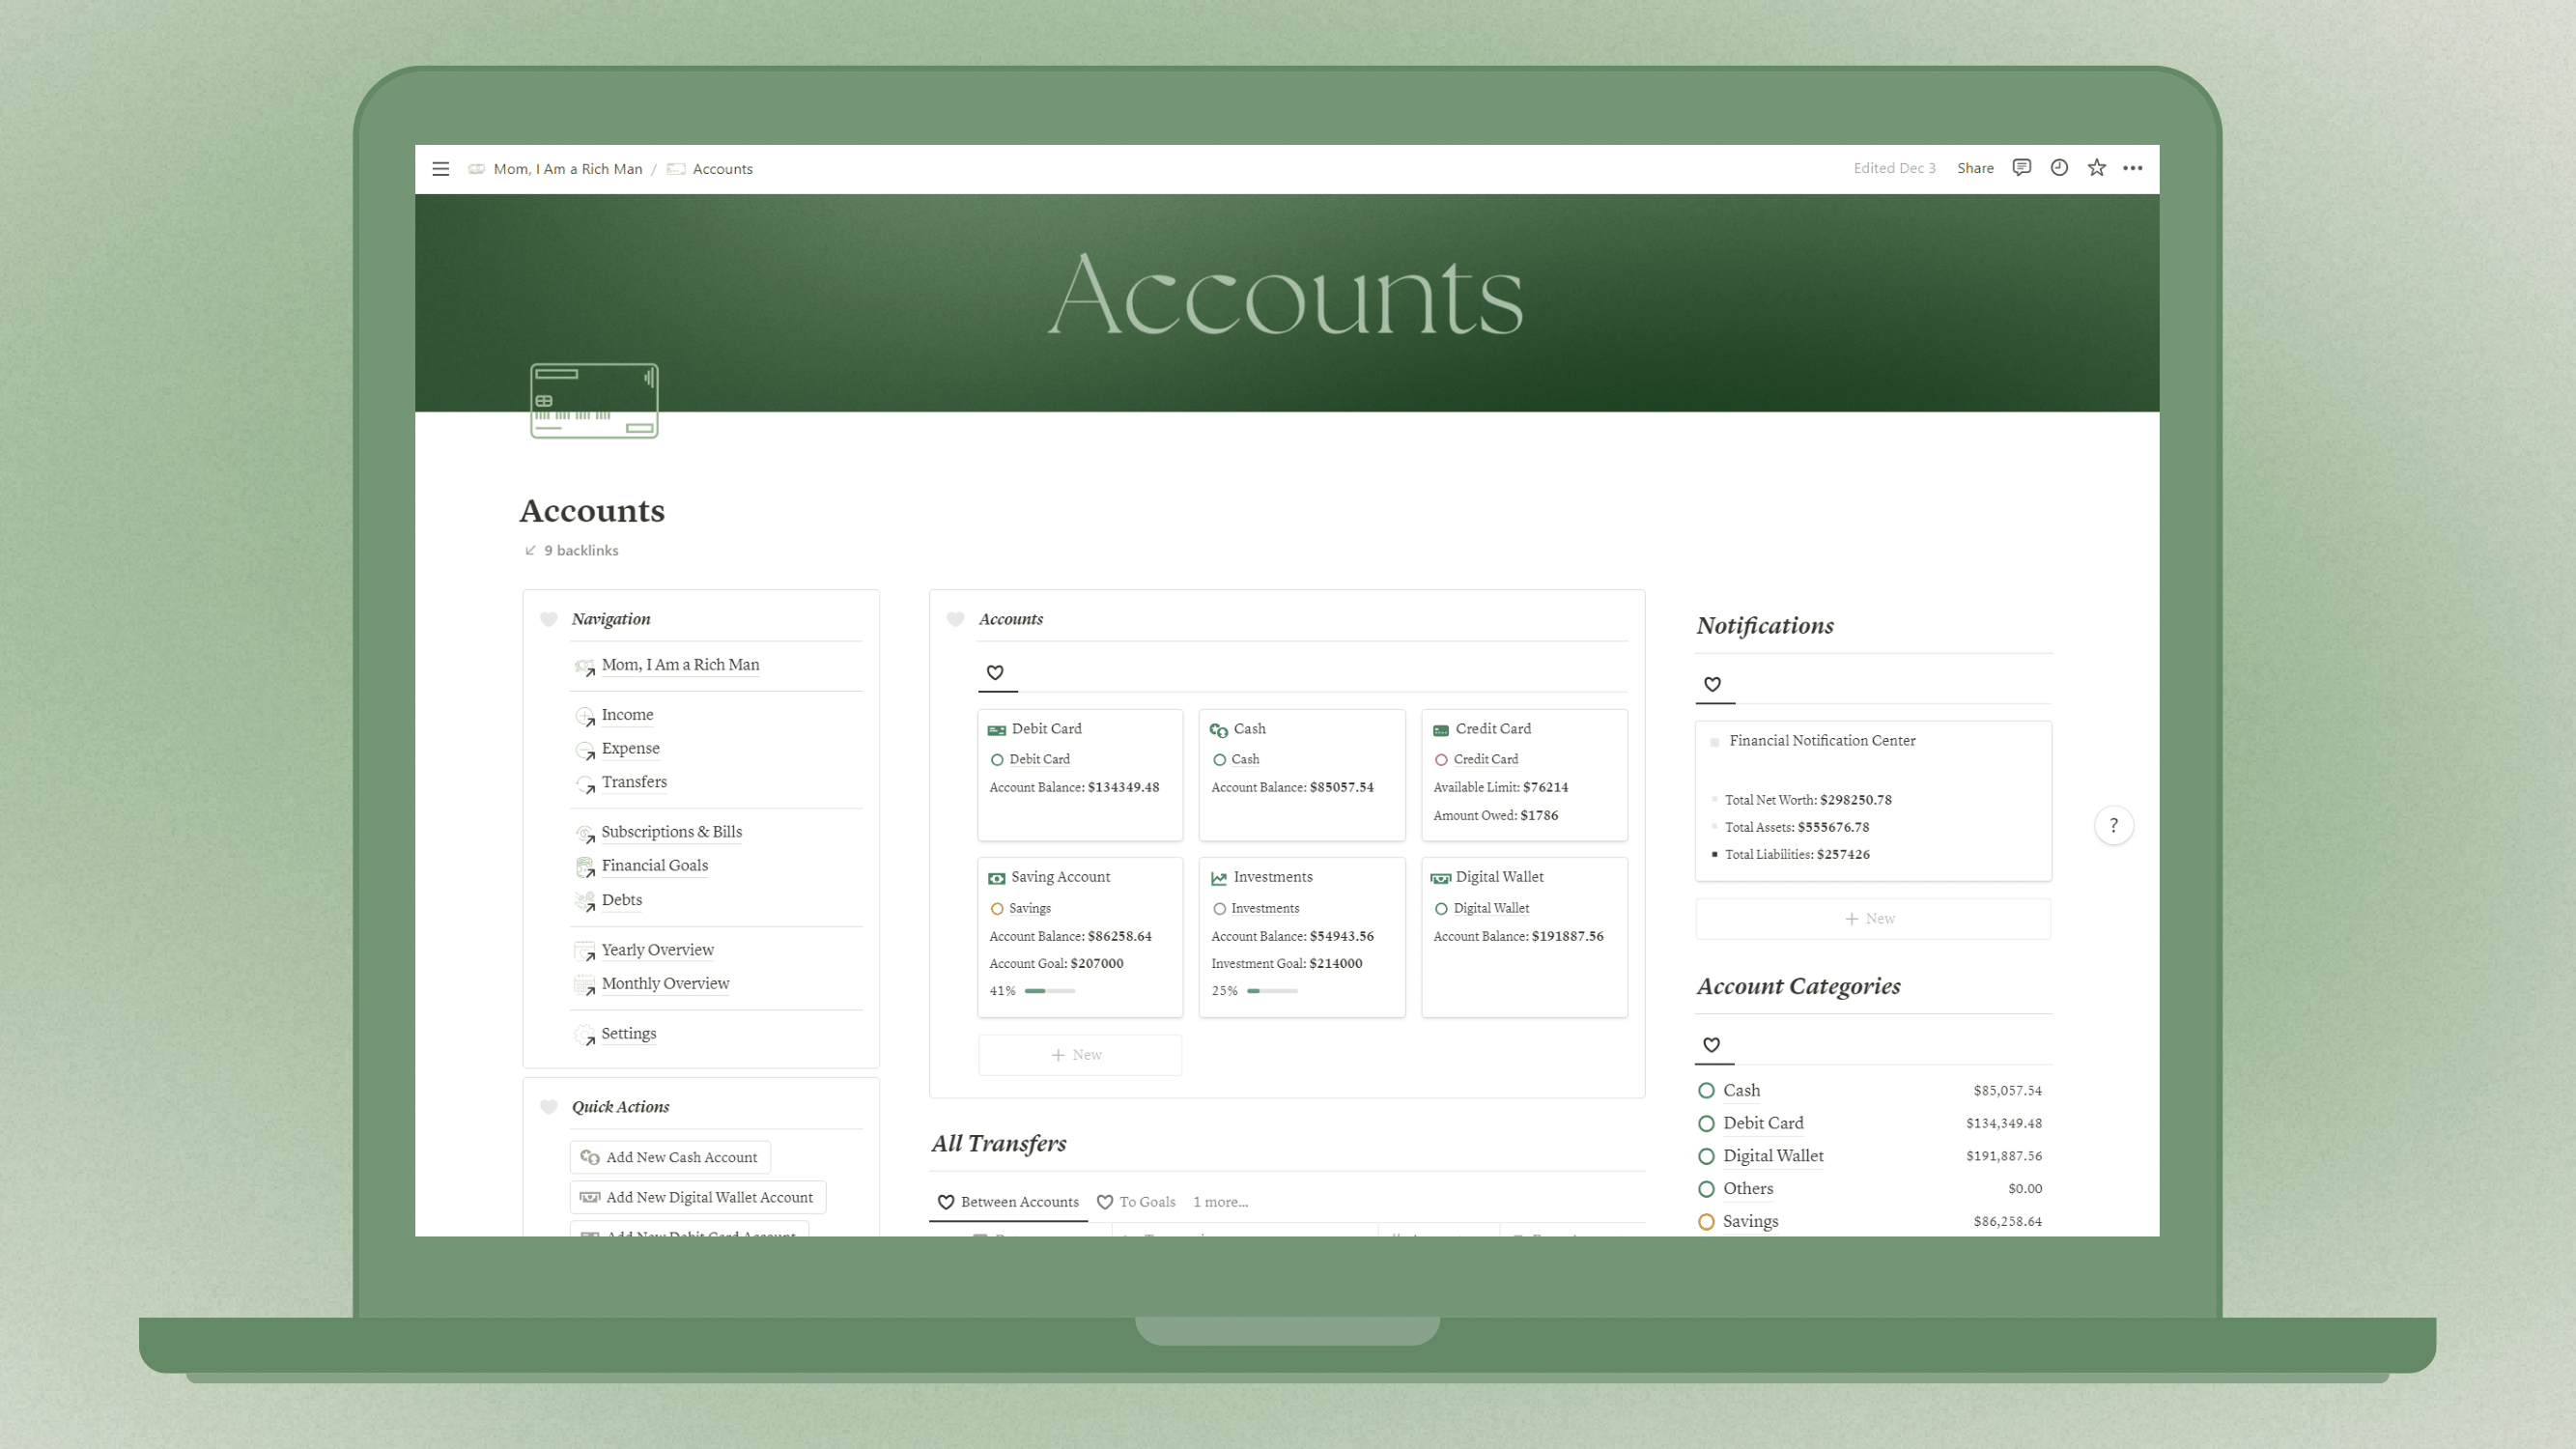 Mom, I Am a Rich Man / Accounts
Edited Dec 3 Share
Accounts
Accounts
9 backlinks
Navigation
Mom, I Am a Rich Man
Income
Expense
Transfers
Subscriptions & Bills
Financial Goals
Debts
Yearly Overview
Monthly Overview
Settings
Quick Actions
Add New Cash Account
Add New Digital Wallet Account
Add New Debit Card Account
Accounts
Debit Card
Debit Card
Account Balance: $134349.48
Cash
Cash
Account Balance: $85057.54
Credit Card
Credit Card
Available Limit: $76214
Amount Owed: $1786
Saving Account
Savings
Account Balance: $86258.64
Account Goal: $207000
41%
Investments
Investments
Account Balance: $54943.56
Investment Goal: $214000
25%
Digital Wallet
Digital Wallet
Account Balance: $191887.56
+ New
All Transfers
Between Accounts To Goals 1 more...
Notifications
Financial Notification Center
Total Net Worth: $298250.78
Total Assets: $555676.78
Total Liabilities: $257426
+ New
?
Account Categories
Cash $85,057.54
Debit Card $134,349.48
Digital Wallet $191,887.56
Others $0.00
Savings $86,258.64